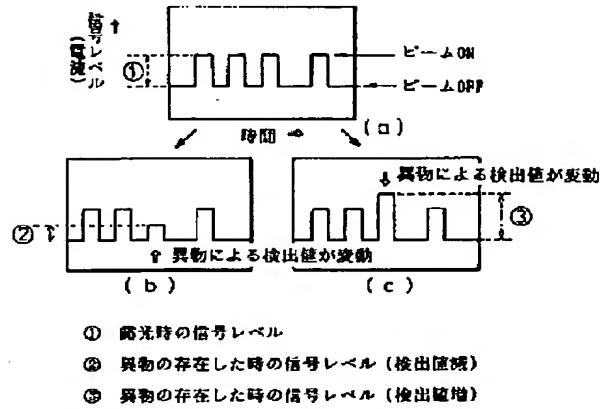 信号レベル →
①
ビームON
ビームOFF
時間 →
(a)
⇩ 異物による検出値が変動
②
③
⇧ 異物による検出値が変動
(b)
(c)
① 露光時の信号レベル
② 異物の存在した時の信号レベル(検出値減)
③ 異物の存在した時の信号レベル(検出値増)